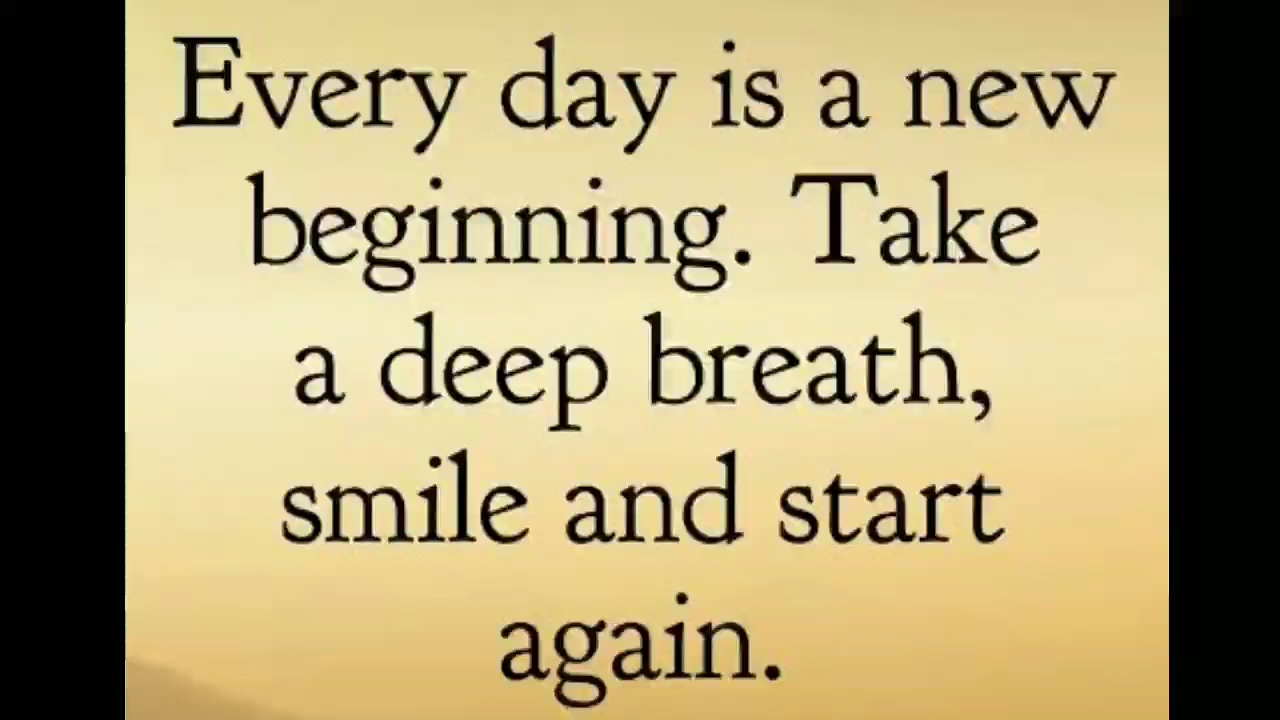 Every day is a new
beginning. Take
a deep breath,
smile and start
again.